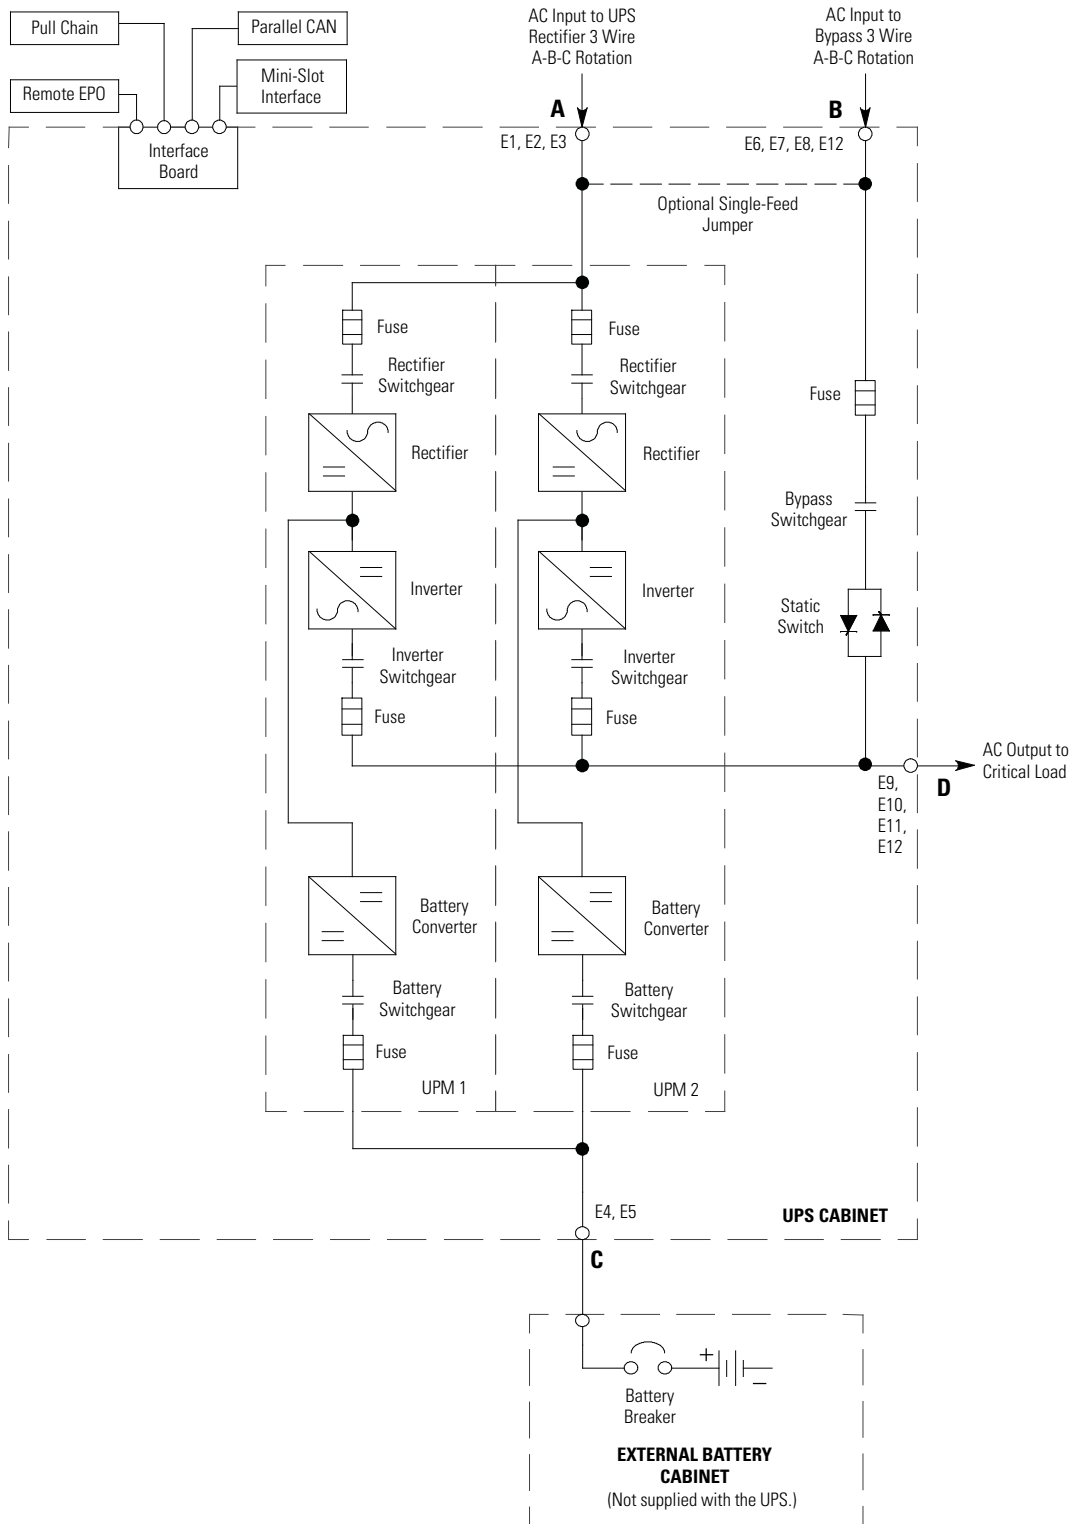 Pull Chain
Parallel CAN
Remote EPO
Mini-Slot
Interface
Interface
Board
AC Input to UPS
Rectifier 3 Wire
A-B-C Rotation
AC Input to
Bypass 3 Wire
A-B-C Rotation
A
B
E1, E2, E3
E6, E7, E8, E12
Optional Single-Feed
Jumper
Fuse
Fuse
Rectifier
Switchgear
Rectifier
Switchgear
Fuse
Rectifier
Rectifier
Bypass
Switchgear
Inverter
Inverter
Static
Switch
Inverter
Switchgear
Inverter
Switchgear
Fuse
Fuse
AC Output to
Critical Load
D
E9,
E10,
E11,
E12
Battery
Converter
Battery
Converter
Battery
Switchgear
Battery
Switchgear
Fuse
Fuse
UPM 1
UPM 2
E4, E5
UPS CABINET
C
+
–
Battery
Breaker
EXTERNAL BATTERY
CABINET
(Not supplied with the UPS.)